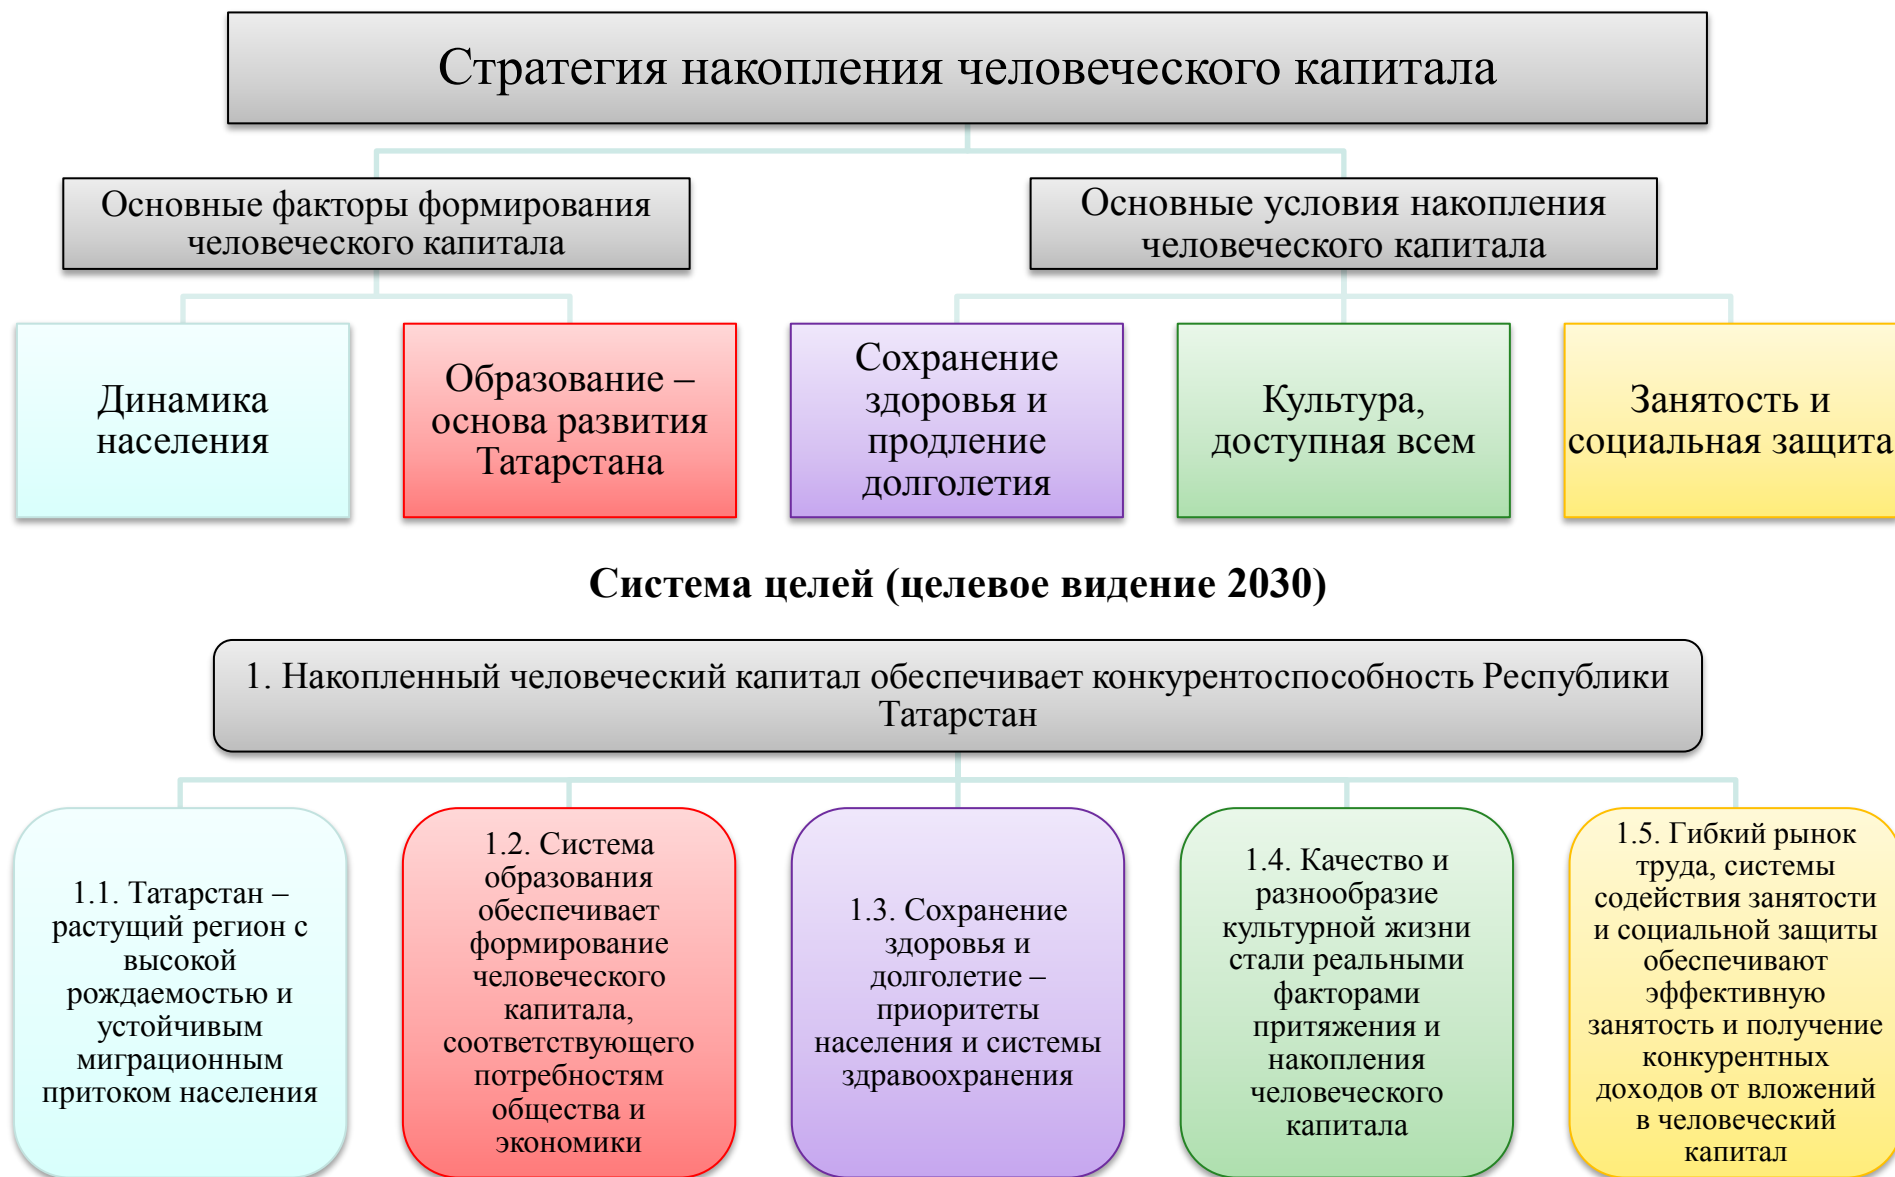 Стратегия накопления человеческого капитала
Основные факторы формирования
человеческого капитала
Основные условия накопления
человеческого капитала
Динамика
населения
Образование –
основа развития
Татарстана
Сохранение
здоровья и
продление
долголетия
Культура,
доступная всем
Занятость и
социальная защита
Система целей (целевое видение 2030)
1. Накопленный человеческий капитал обеспечивает конкурентоспособность Республики
Татарстан
1.1. Татарстан –
растущий регион с
высокой
рождаемостью и
устойчивым
миграционным
притоком населения
1.2. Система
образования
обеспечивает
формирование
человеческого
капитала,
соответствующего
потребностям
общества и
экономики
1.3. Сохранение
здоровья и
долголетие –
приоритеты
населения и системы
здравоохранения
1.4. Качество и
разнообразие
культурной жизни
стали реальными
факторами
притяжения и
накопления
человеческого
капитала
1.5. Гибкий рынок
труда, системы
содействия занятости
и социальной защиты
обеспечивают
эффективную
занятость и получение
конкурентных
доходов от вложений
в человеческий
капитал